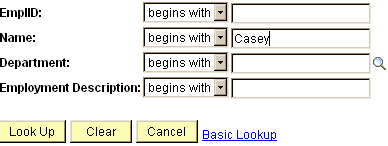 EmplID: begins with
Name: begins with Casey
Department: begins with
Employment Description: begins with
Look Up Clear Cancel Basic Lookup